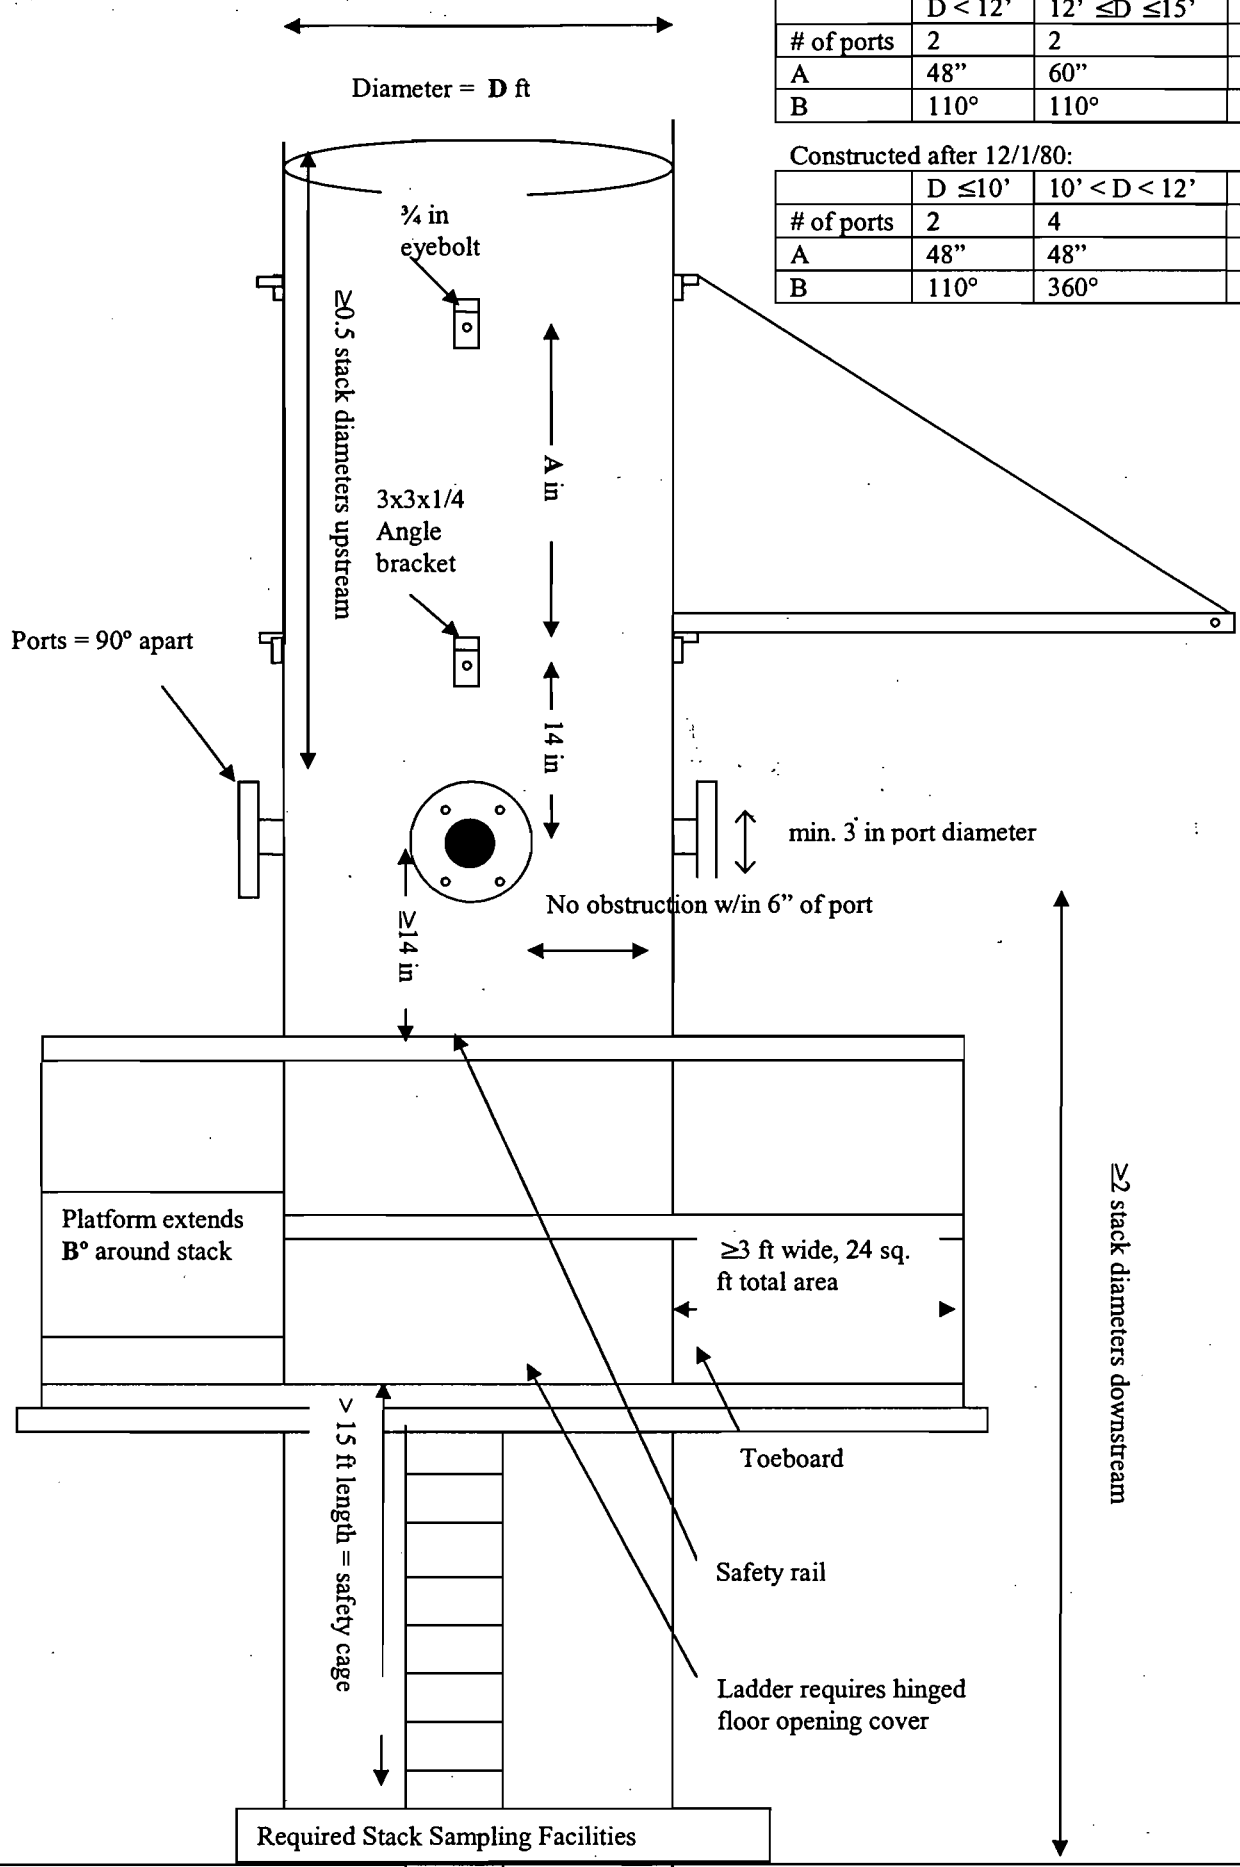 D < 12’ 12’ ≤D ≤15’
# of ports 2 2
A 48” 60”
B 110° 110°
Diameter = D ft
Constructed after 12/1/80:
D ≤10’ 10’ < D < 12’
# of ports 2 4
A 48” 48”
B 110° 360°
¾ in
eyebolt
≥0.5 stack diameters upstream
A in
3x3x1/4
Angle
bracket
Ports = 90° apart
14 in
min. 3 in port diameter
No obstruction w/in 6” of port
≥14 in
Platform extends
B° around stack
≥3 ft wide, 24 sq.
ft total area
≥2 stack diameters downstream
> 15 ft length = safety cage
Toeboard
Safety rail
Ladder requires hinged
floor opening cover
Required Stack Sampling Facilities